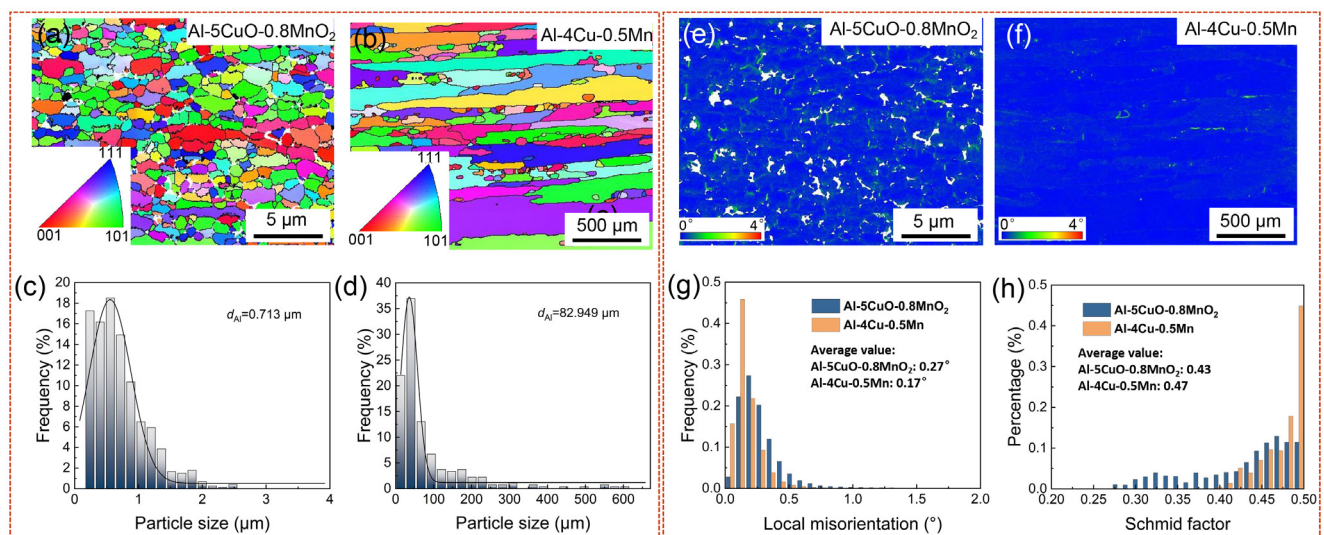 (a)
Al-5CuO-0.8MnO₂
111
001
101
5 μm
(b)
Al-4Cu-0.5Mn
111
001
101
500 μm
(e)
Al-5CuO-0.8MnO₂
0°
4°
5 μm
(f)
Al-4Cu-0.5Mn
0°
4°
500 μm
(c)
dAl=0.713 μm
Frequency (%)
20
18
16
14
12
10
8
6
4
2
0
0
1
2
3
4
Particle size (μm)
(d)
dAl=82.949 μm
Frequency (%)
40
35
30
25
20
15
10
5
0
0
100
200
300
400
500
600
Particle size (μm)
(g)
Al-5CuO-0.8MnO₂
Al-4Cu-0.5Mn
Average value:
Al-5CuO-0.8MnO₂: 0.27°
Al-4Cu-0.5Mn: 0.17°
Frequency (%)
0.5
0.4
0.3
0.2
0.1
0.0
0.0
0.5
1.0
1.5
2.0
Local misorientation (°)
(h)
Al-5CuO-0.8MnO₂
Al-4Cu-0.5Mn
Average value:
Al-5CuO-0.8MnO₂: 0.43
Al-4Cu-0.5Mn: 0.47
Percentage (%)
0.5
0.4
0.3
0.2
0.1
0.0
0.20
0.25
0.30
0.35
0.40
0.45
0.50
Schmid factor